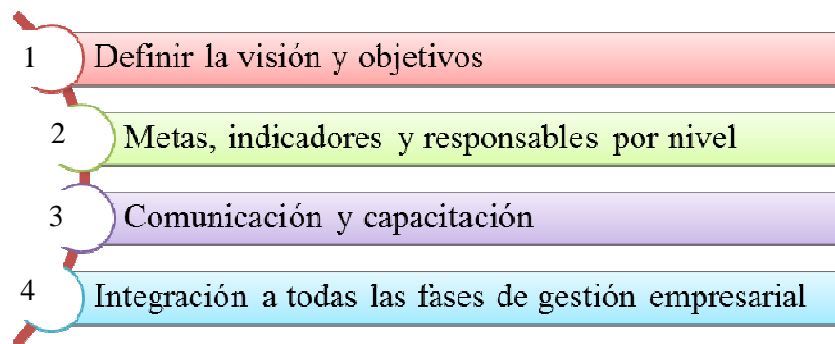 1 Definir la visión y objetivos
2 Metas, indicadores y responsables por nivel
3 Comunicación y capacitación
4 Integración a todas las fases de gestión empresarial